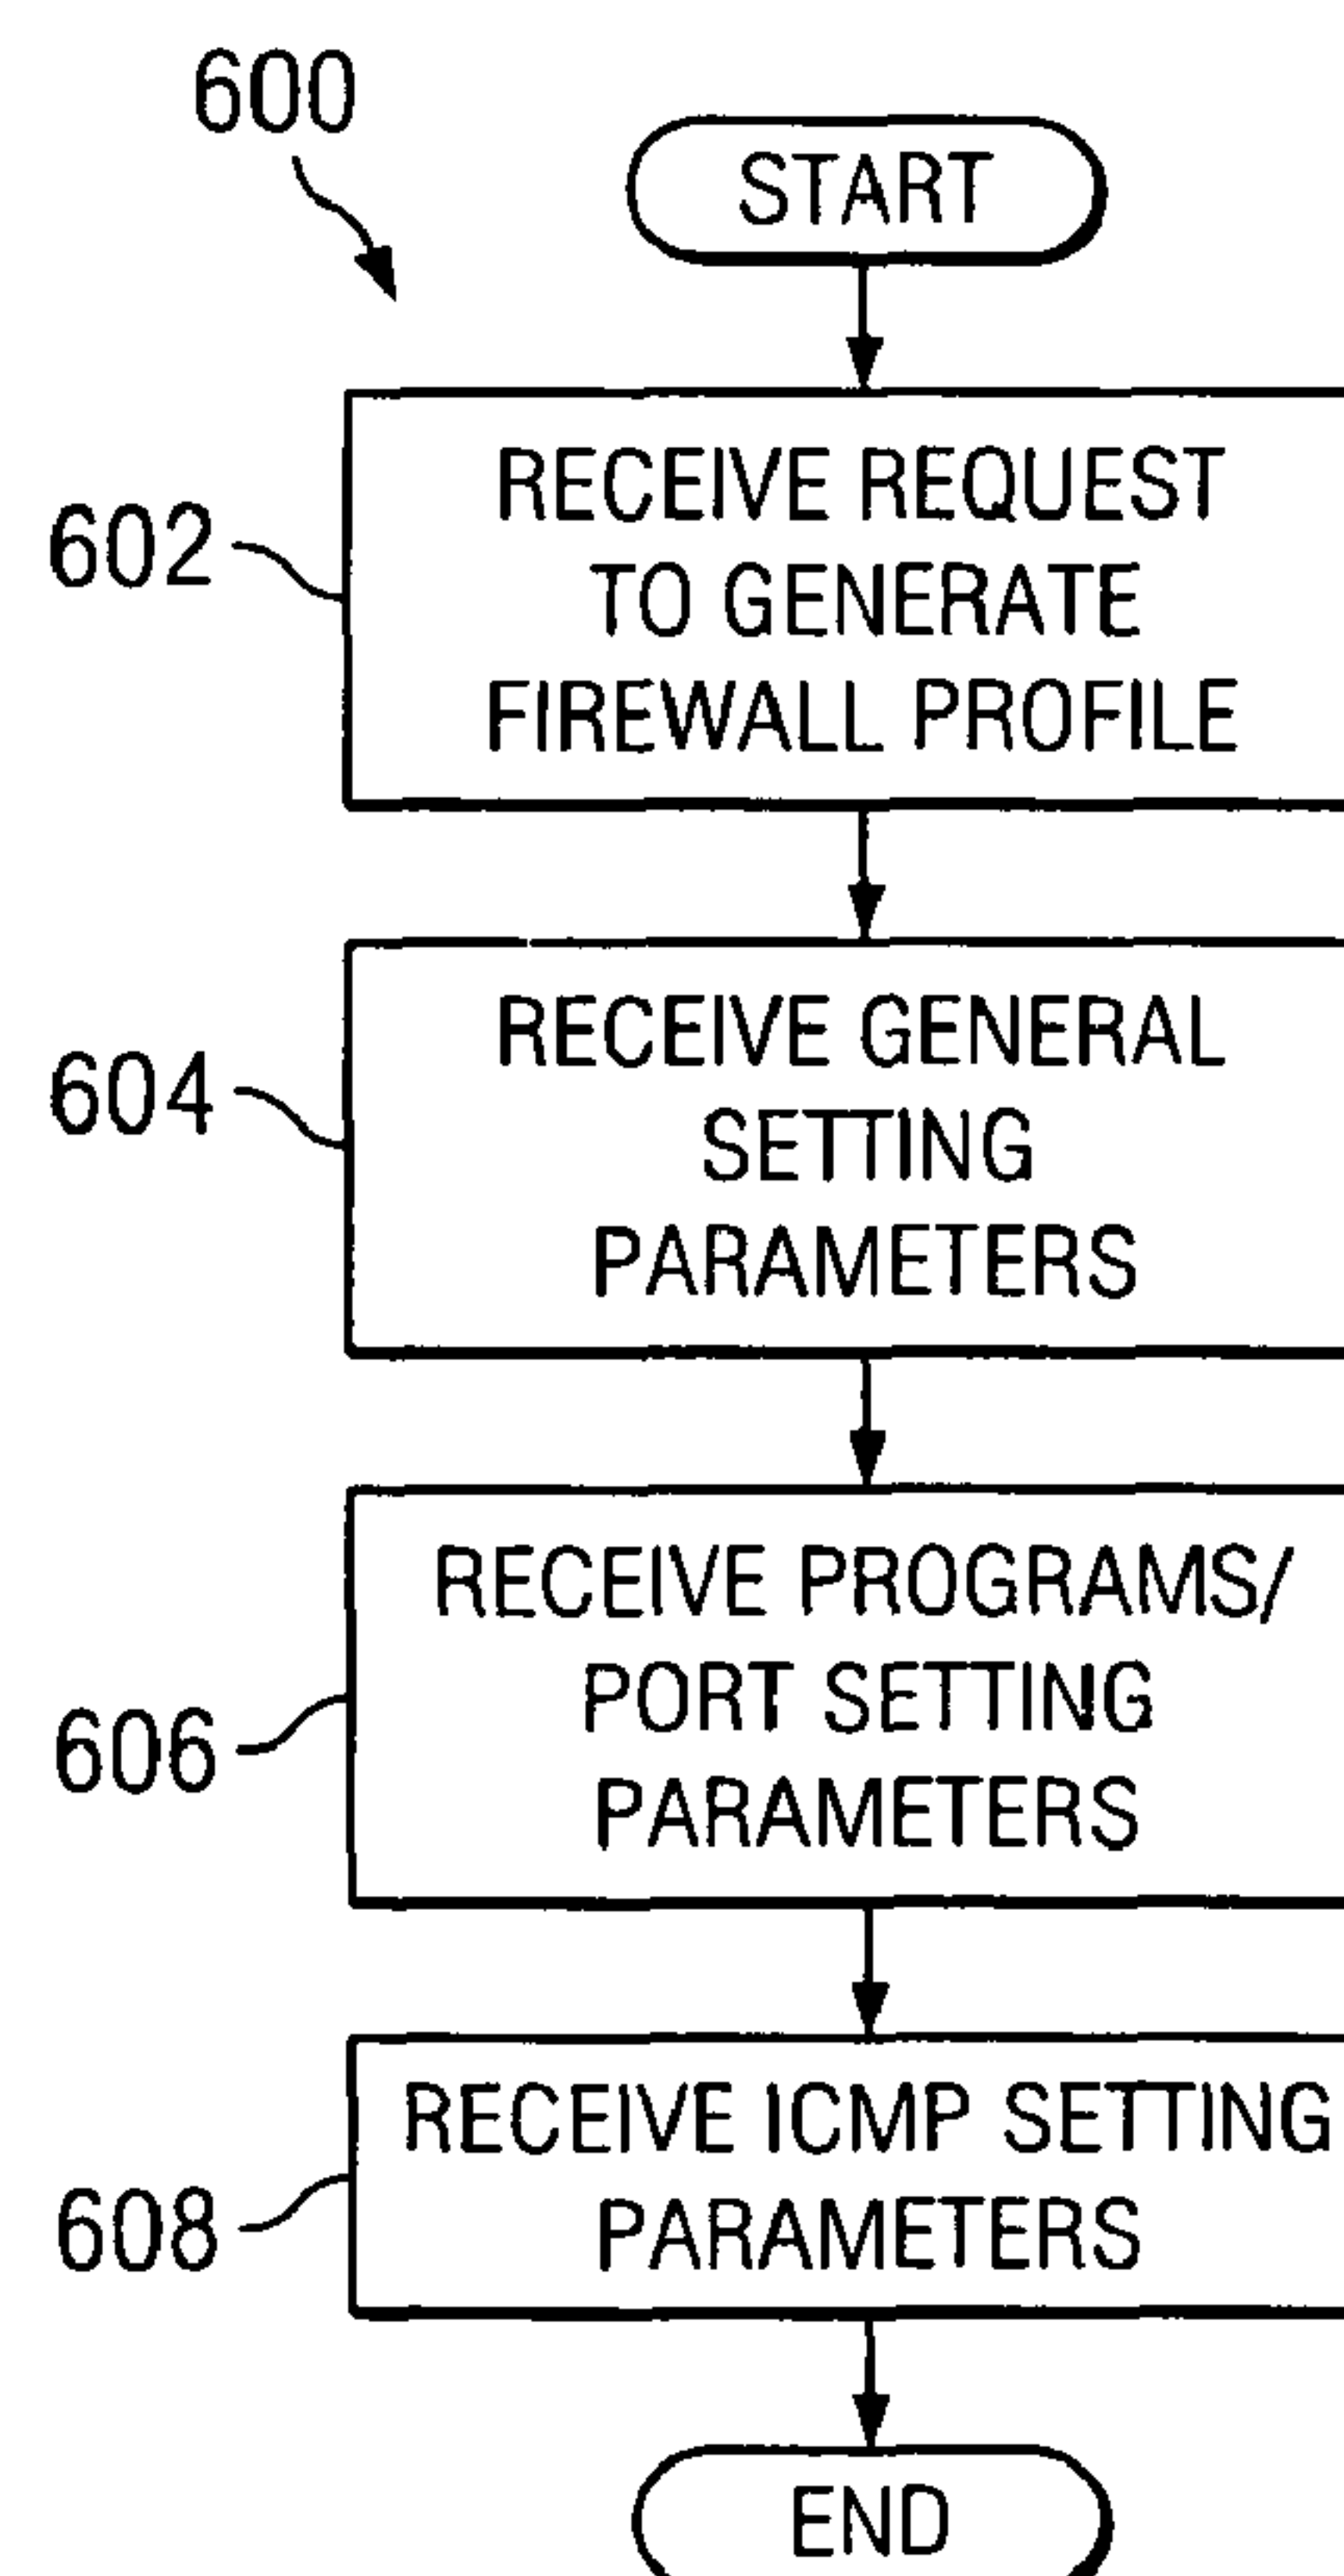 600
START
602
RECEIVE REQUEST
TO GENERATE
FIREWALL PROFILE
604
RECEIVE GENERAL
SETTING
PARAMETERS
606
RECEIVE PROGRAMS/
PORT SETTING
PARAMETERS
608
RECEIVE ICMP SETTING
PARAMETERS
END